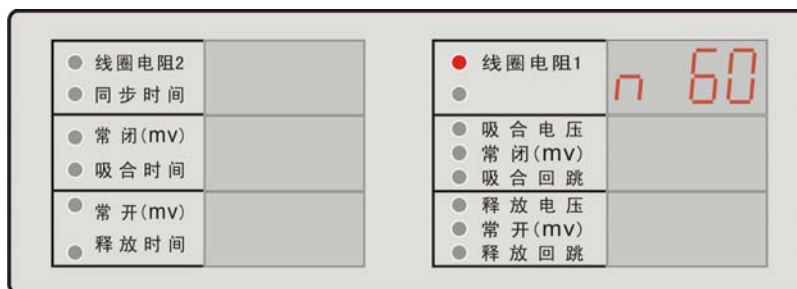 线圈电阻2
同步时间
常闭(mv)
吸合时间
常开(mv)
释放时间
线圈电阻1
n 60
吸合电压
常闭(mv)
吸合回跳
释放电压
常开(mv)
释放回跳